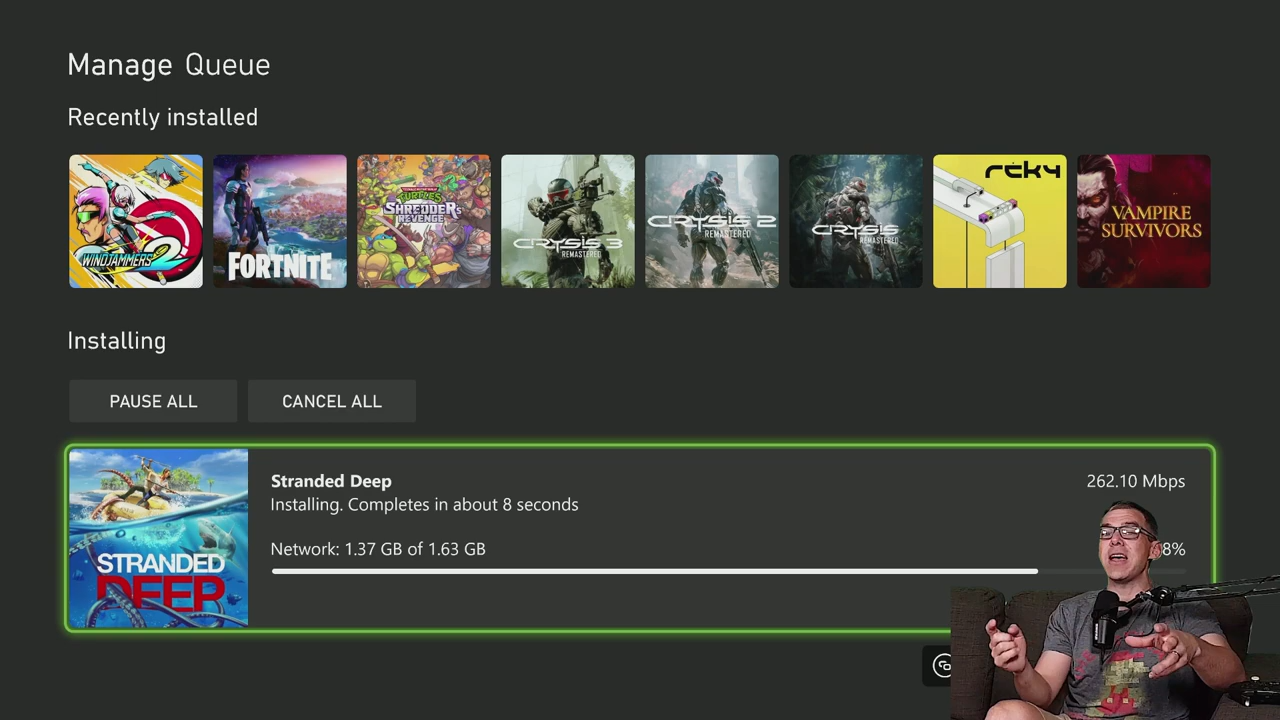 Manage Queue
Recently installed
WINDJAMMERS 2
FORTNITE
TURTLES
SHREDDER'S
REVENGE
CRYSIS 3
REMASTERED
CRYSIS 2
REMASTERED
CRYSIS
REMASTERED
rcky
VAMPIRE
SURVIVORS
Installing
PAUSE ALL
CANCEL ALL
Stranded Deep
262.10 Mbps
Installing. Completes in about 8 seconds
Network: 1.37 GB of 1.63 GB
8%
STRANDED
DEEP